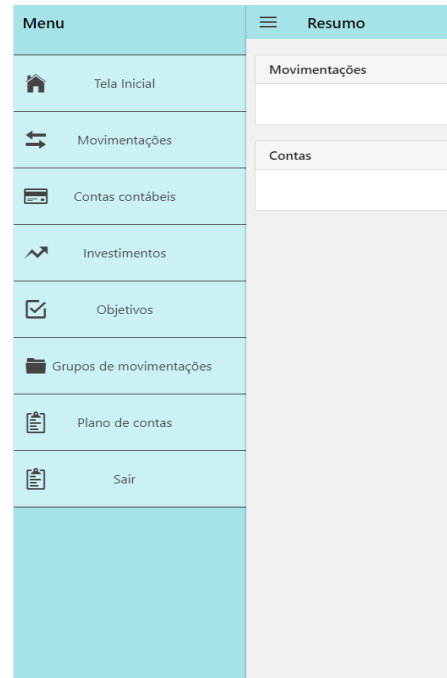 Menu
Tela Inicial
Movimentações
Contas contábeis
Investimentos
Objetivos
Grupos de movimentações
Plano de contas
Sair
Resumo
Movimentações
Contas